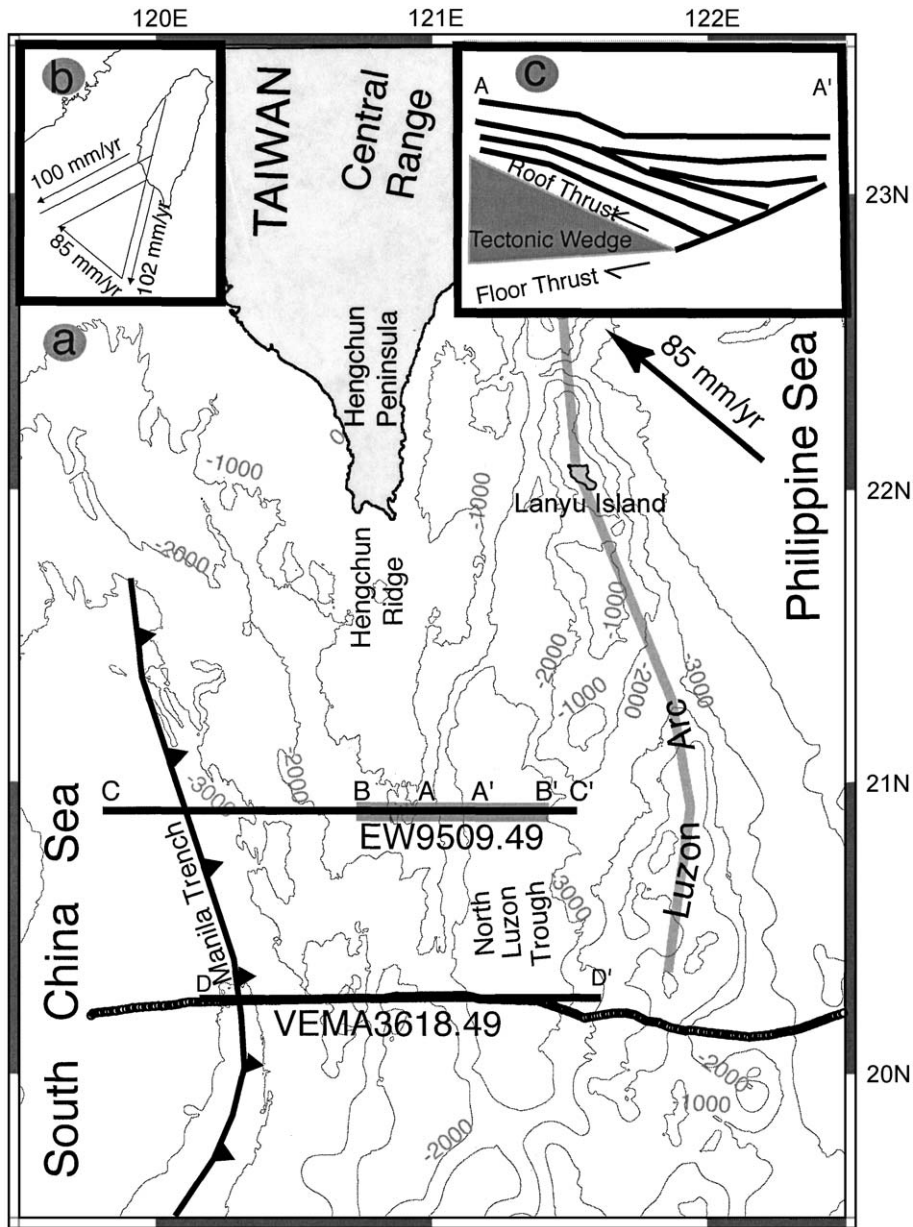 120E
121E
122E
b
100 mm/yr
85 mm/yr
102 mm/yr
TAIWAN
Central
Range
c
A
A'
Roof Thrust
Tectonic Wedge
Floor Thrust
23N
a
Hengchun
Peninsula
85 mm/yr
Philippine Sea
0
-1000
-1000
22N
Lanyu Island
-2000
Hengchun
Ridge
-1000
-2000
-3000
-1000
-2000
Luzon Arc
-2000
-3000
21N
C
B
A
A'
B'
C'
EW9509.49
Manila Trench
South China Sea
North
Luzon
Trough
-3000
D
D'
VEMA3618.49
20N
-2000
-1000
-2000